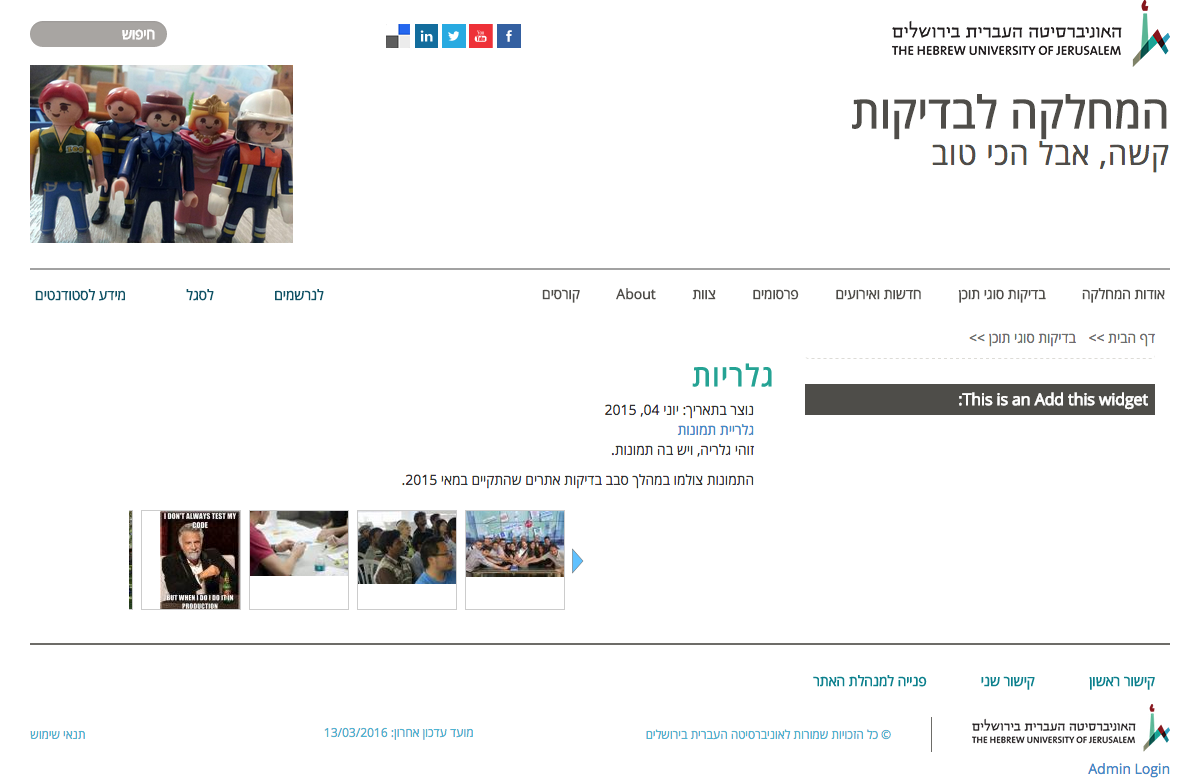 האוניברסיטה העברית בירושלים
THE HEBREW UNIVERSITY OF JERUSALEM
חיפוש
המחלקה לבדיקות
קשה, אבל הכי טוב
אודות המחלקה
בדיקות סוגי תוכן
חדשות ואירועים
פרסומים
צוות
About
קורסים
לנרשמים
לסגל
מידע לסטודנטים
דף הבית >> בדיקות סוגי תוכן >>
This is an Add this widget:
גלריות
נוצר בתאריך: יוני 04, 2015
גלריית תמונות
זוהי גלריה, ויש בה תמונות.
התמונות צולמו במהלך סבב בדיקות אתרים שהתקיים במאי 2015.
I DON'T ALWAYS TEST MY
CODE
BUT WHEN I DO I DO IT IN
PRODUCTION
קישור ראשון
קישור שני
פנייה למנהלת האתר
האוניברסיטה העברית בירושלים
THE HEBREW UNIVERSITY OF JERUSALEM
© כל הזכויות שמורות לאוניברסיטה העברית בירושלים
מועד עדכון אחרון: 13/03/2016
תנאי שימוש
Admin Login